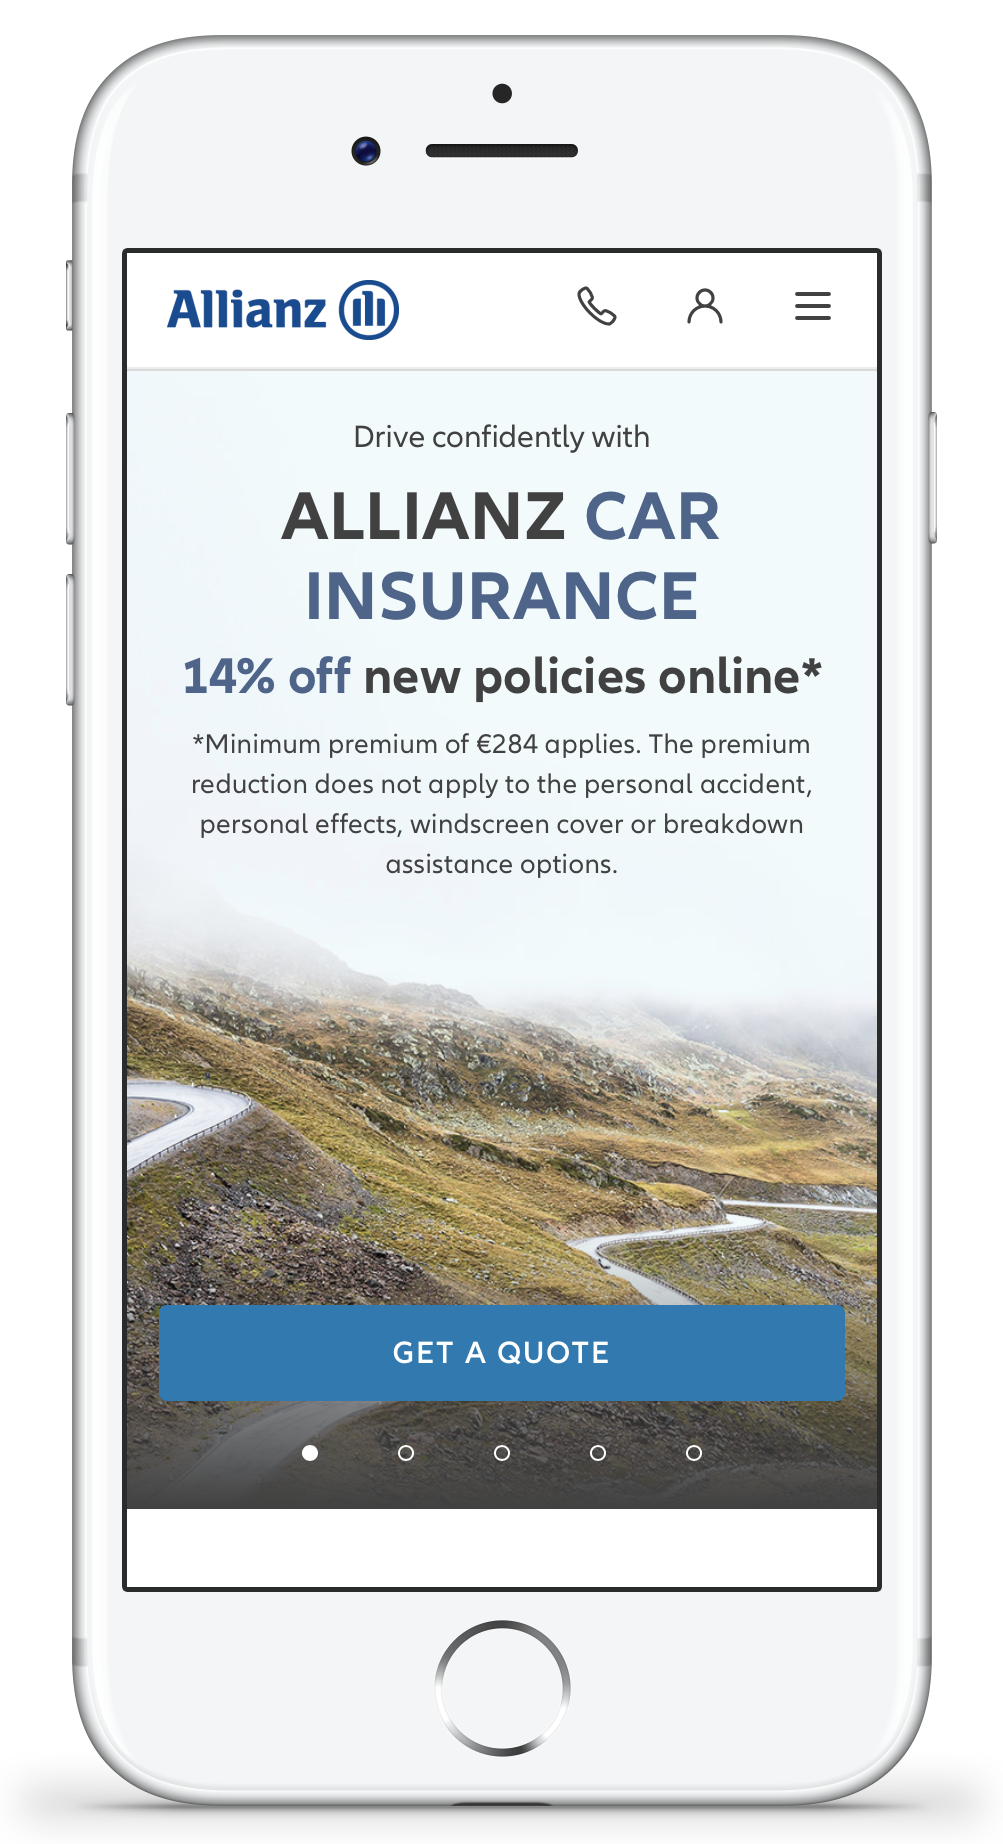 Allianz
Drive confidently with
ALLIANZ CAR
INSURANCE
14% off new policies online*
*Minimum premium of €284 applies. The premium
reduction does not apply to the personal accident,
personal effects, windscreen cover or breakdown
assistance options.
GET A QUOTE